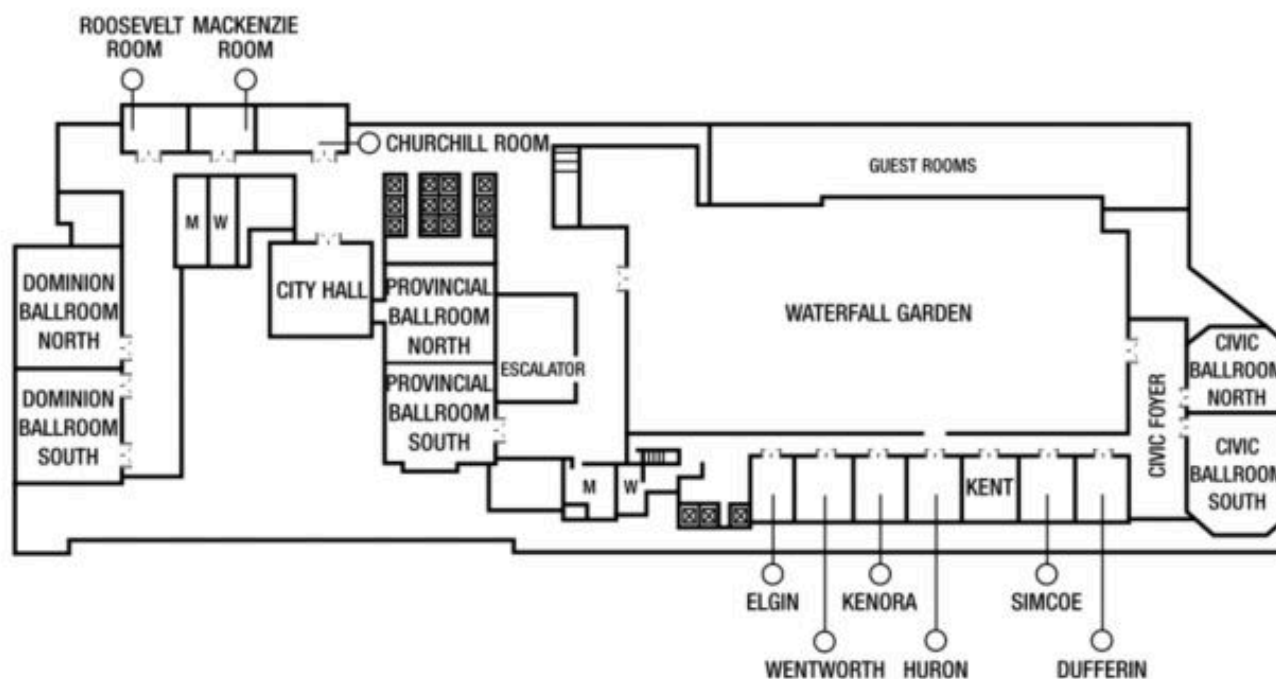 ROOSEVELT
ROOM
MACKENZIE
ROOM
CHURCHILL ROOM
GUEST ROOMS
M
W
DOMINION
BALLROOM
NORTH
CITY HALL
PROVINCIAL
BALLROOM
NORTH
WATERFALL GARDEN
ESCALATOR
CIVIC
BALLROOM
NORTH
DOMINION
BALLROOM
SOUTH
PROVINCIAL
BALLROOM
SOUTH
CIVIC FOYER
CIVIC
BALLROOM
SOUTH
M
W
KENT
ELGIN
KENORA
SIMCOE
WENTWORTH
HURON
DUFFERIN